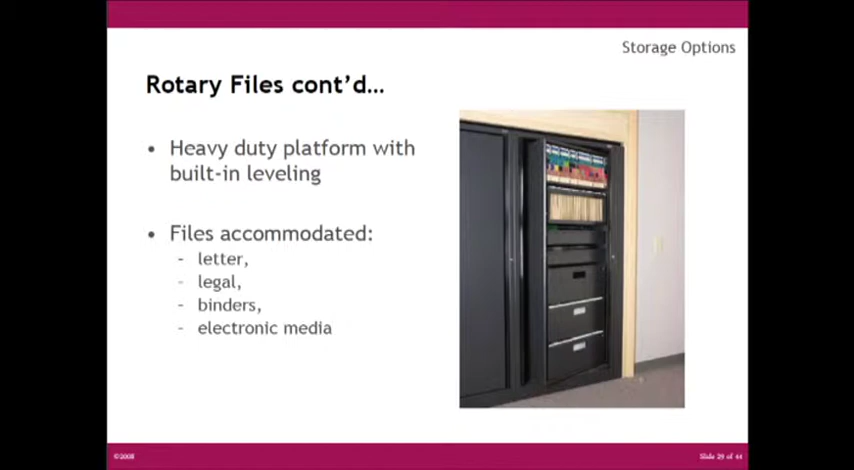 Storage Options
Rotary Files cont’d…
• Heavy duty platform with
built-in leveling
• Files accommodated:
- letter,
- legal,
- binders,
- electronic media
©2008
Slide 29 of 44